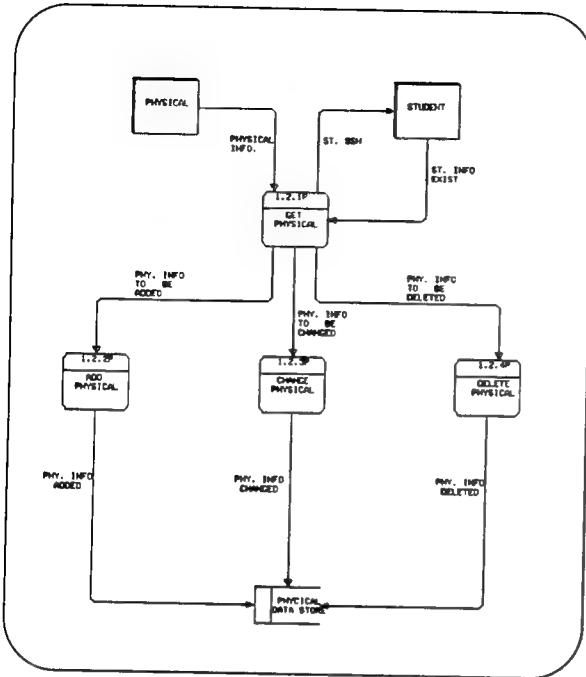 PHYSICAL
STUDENT
PHYSICAL
INFO.
ST. SSN
ST. INFO
EXIST
1.2.1P
GET
PHYSICAL
PHY. INFO
TO BE
ADDED
PHY. INFO
TO BE
CHANGED
PHY. INFO
TO BE
DELETED
1.2.2P
ADD
PHYSICAL
1.2.3P
CHANGE
PHYSICAL
1.2.4P
DELETE
PHYSICAL
PHY. INFO
ADDED
PHY. INFO
CHANGED
PHY. INFO
DELETED
PHYCICAL
DATA STORE